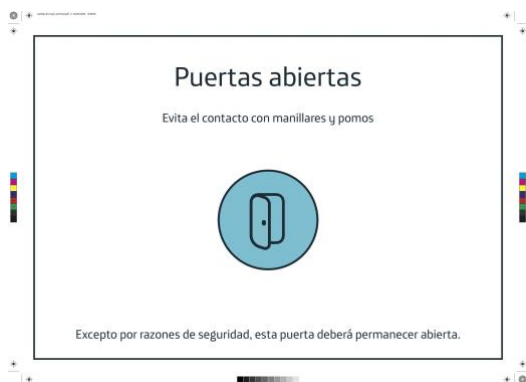 Puertas abiertas
Evita el contacto con manillares y pomos
Excepto por razones de seguridad, esta puerta deberá permanecer abierta.